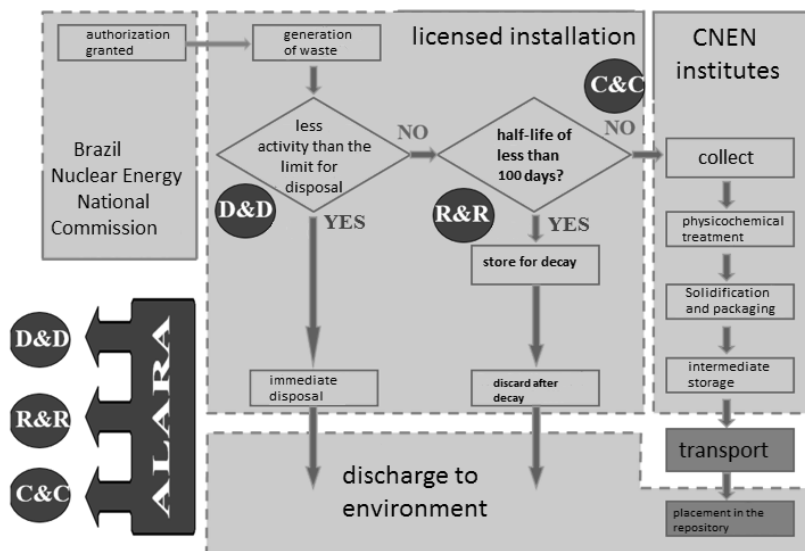 authorization
granted
Brazil
Nuclear Energy
National
Commission
licensed installation
generation
of waste
less
activity than the
limit for
disposal
NO
YES
D&D
half-life of
less than
100 days?
NO
YES
C&C
R&R
store for decay
immediate
disposal
discard after
decay
CNEN
institutes
collect
physicochemical
treatment
Solidification
and packaging
intermediate
storage
transport
placement in the
repository
discharge to
environment
ALARA
D&D
R&R
C&C